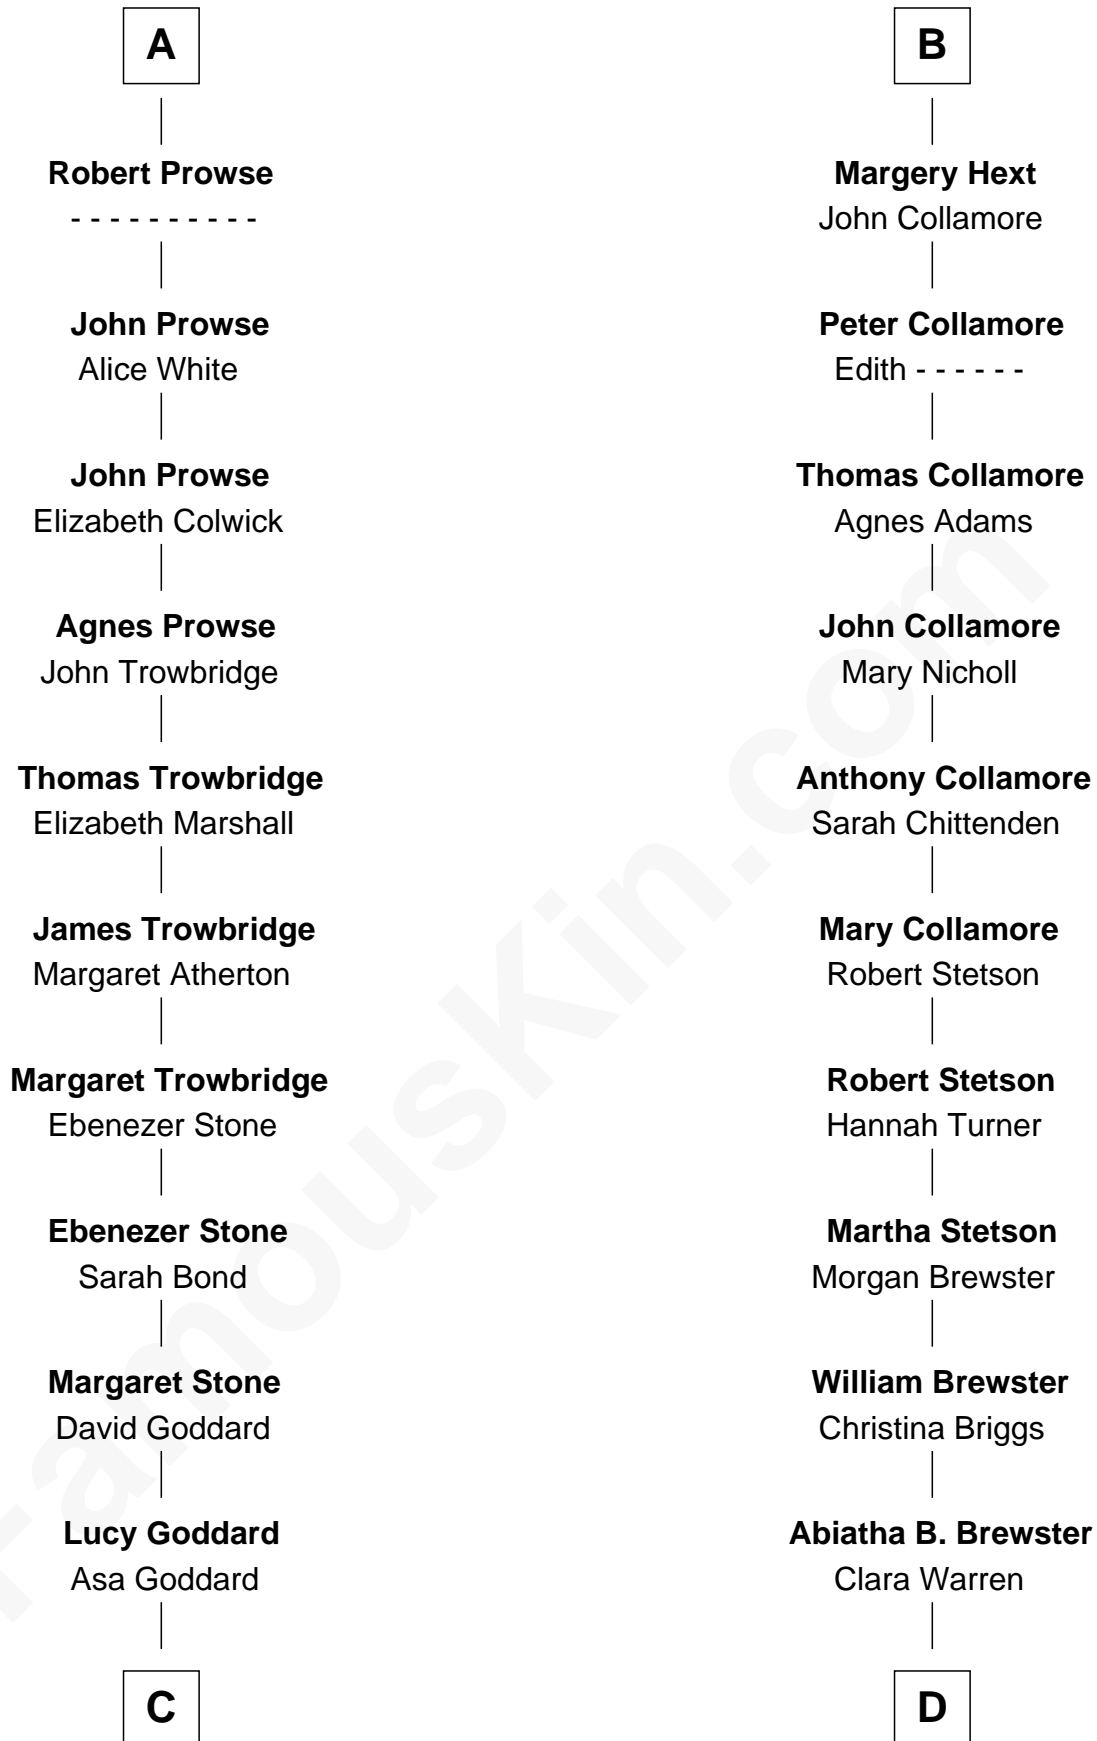 A
Robert Prowse
- - - - - - - - - -
John Prowse
Alice White
John Prowse
Elizabeth Colwick
Agnes Prowse
John Trowbridge
Thomas Trowbridge
Elizabeth Marshall
James Trowbridge
Margaret Atherton
Margaret Trowbridge
Ebenezer Stone
Ebenezer Stone
Sarah Bond
Margaret Stone
David Goddard
Lucy Goddard
Asa Goddard
C
B
Margery Hext
John Collamore
Peter Collamore
Edith - - - - - -
Thomas Collamore
Agnes Adams
John Collamore
Mary Nicholl
Anthony Collamore
Sarah Chittenden
Mary Collamore
Robert Stetson
Robert Stetson
Hannah Turner
Martha Stetson
Morgan Brewster
William Brewster
Christina Briggs
Abiatha B. Brewster
Clara Warren
D
FamousKin.com